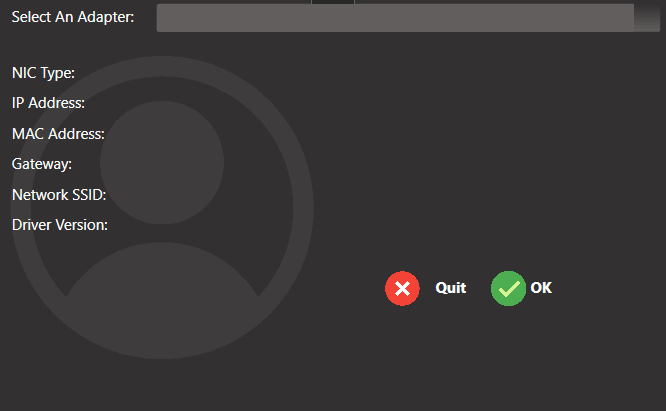 Select An Adapter:
NIC Type:
IP Address:
MAC Address:
Gateway:
Network SSID:
Driver Version:
Quit OK